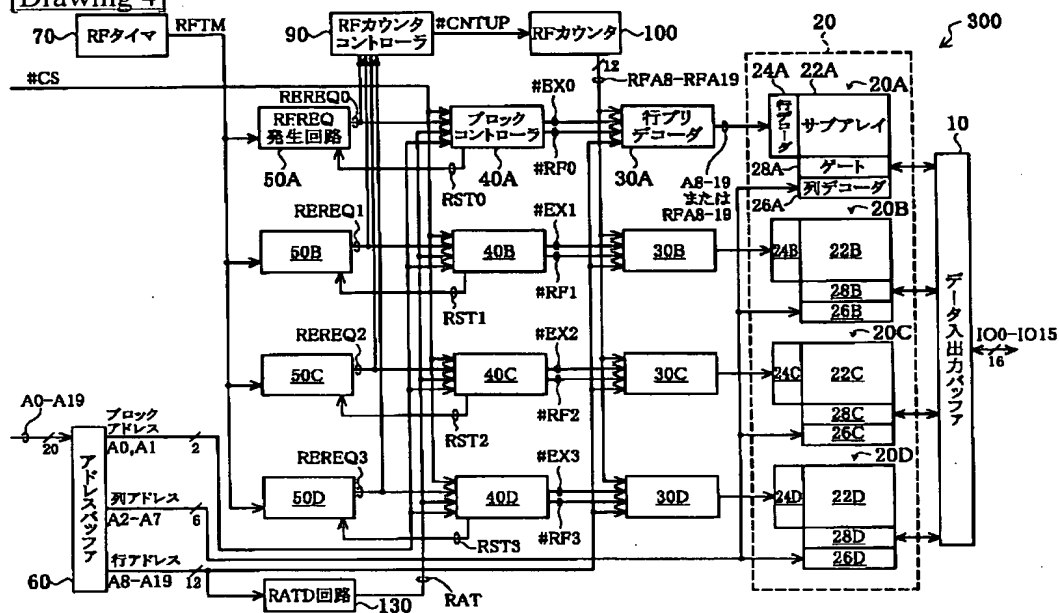 [Drawing 4]
70
RFタイマ
RFTM
90
RFカウンタ
コントローラ
#CNTUP
RFカウンタ
100
12
RFA8-RFA19
20
300
#CS
REREQ0
RFREQ
発生回路
50A
ブロック
コントローラ
40A
RST0
#EX0
#RF0
行プリ
デコーダ
30A
A8-19
または
RFA8-19
24A
22A
20A
行デコーダ
サブアレイ
28A
ゲート
列デコーダ
26A
10
データ入出力バッファ
IO0-IO15
16
REREQ1
50B
40B
RST1
#EX1
#RF1
30B
20B
24B
22B
28B
26B
REREQ2
50C
40C
RST2
#EX2
#RF2
30C
20C
24C
22C
28C
26C
REREQ3
50D
40D
RST3
#EX3
#RF3
30D
20D
24D
22D
28D
26D
A0-A19
20
アドレスバッファ
60
ブロック
アドレス
A0,A1
2
列アドレス
A2-A7
6
行アドレス
A8-A19
12
RATD回路
130
RAT